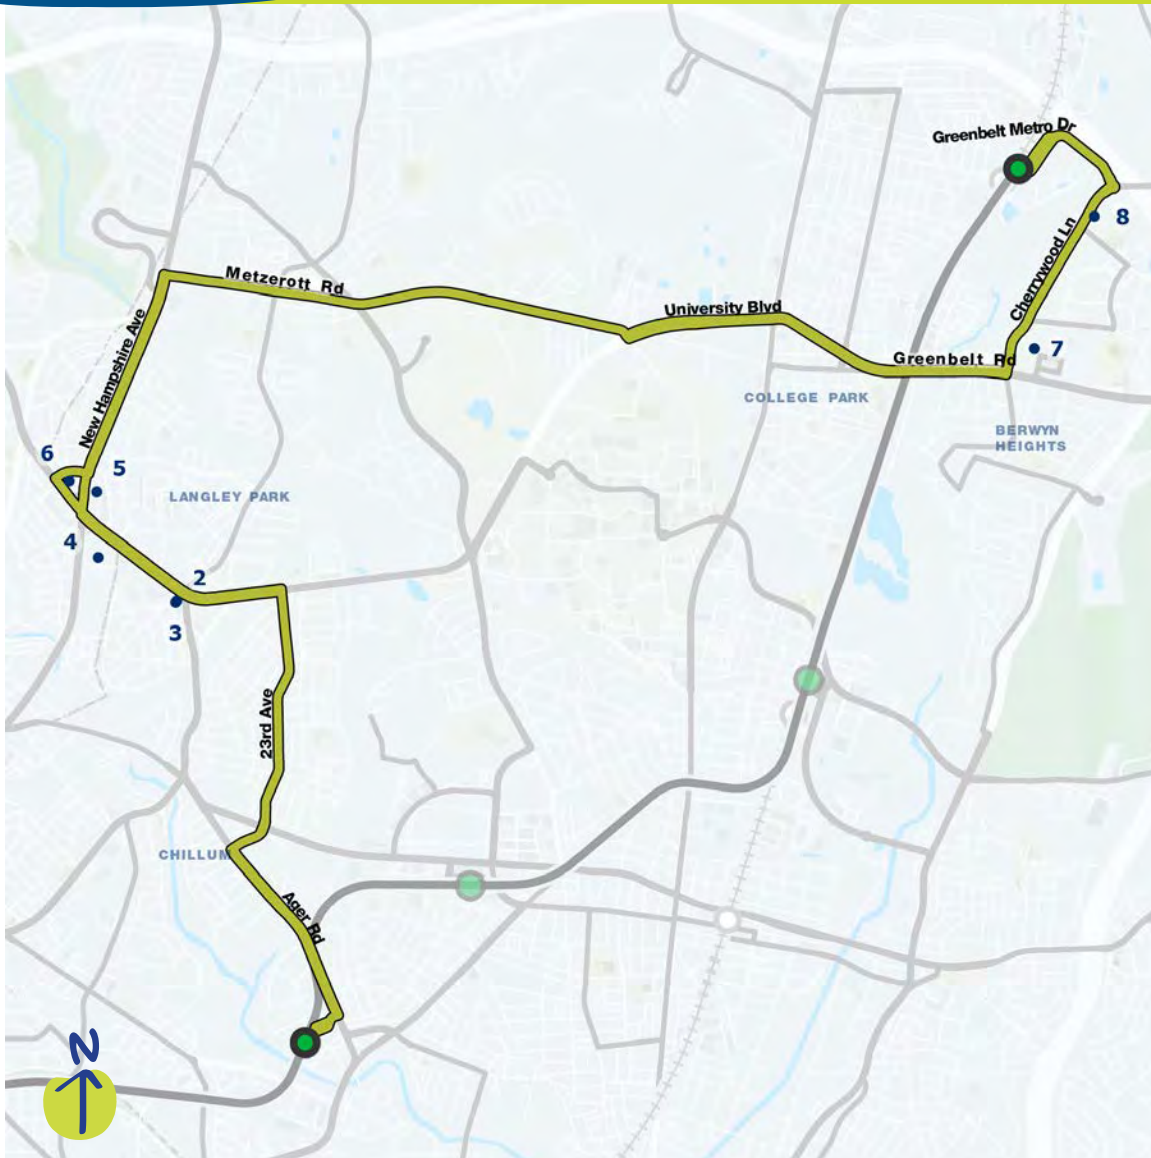 Greenbelt Metro Dr
8
Cherrywood Ln
Metzerott Rd
University Blvd
New Hampshire Ave
7
Greenbelt Rd
COLLEGE PARK
BERWYN
HEIGHTS
6
5
LANGLEY PARK
4
2
3
23rd Ave
CHILLUM
Ager Rd
N